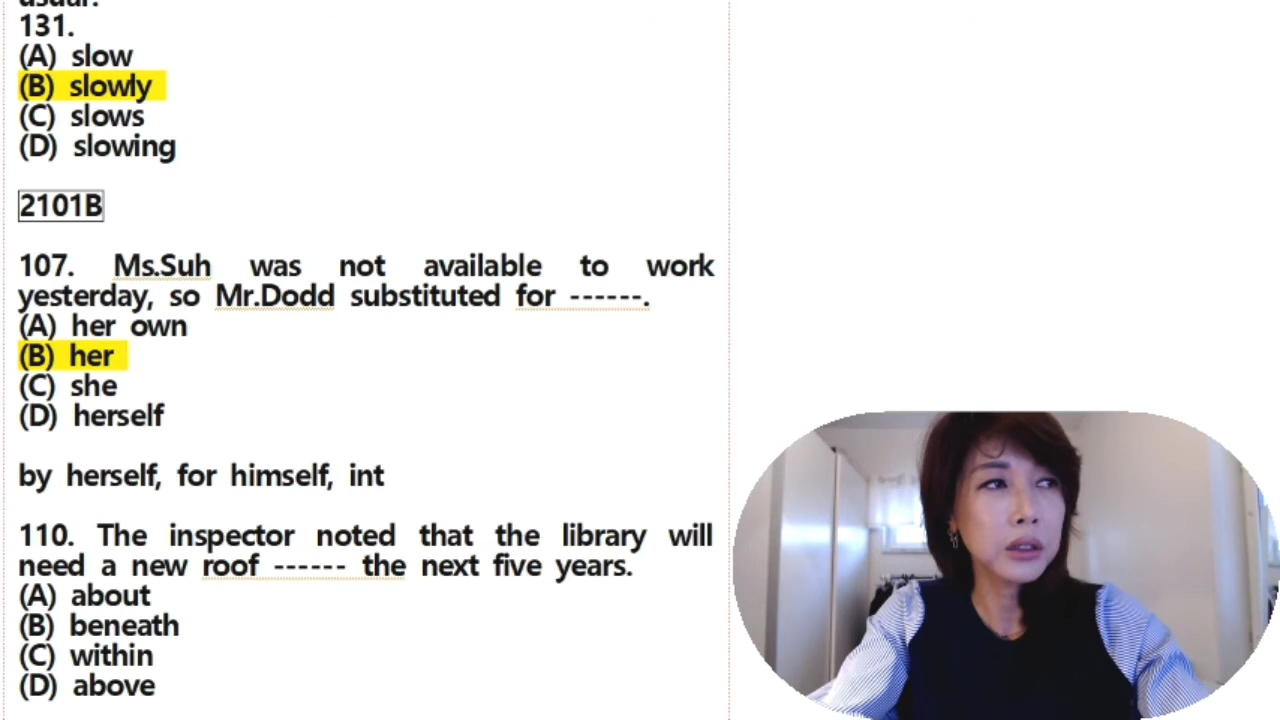 usual.
131.
(A) slow
(B) slowly
(C) slows
(D) slowing
2101B
107. Ms.Suh was not available to work
yesterday, so Mr.Dodd substituted for ------.
(A) her own
(B) her
(C) she
(D) herself
by herself, for himself, int
110. The inspector noted that the library will
need a new roof ------ the next five years.
(A) about
(B) beneath
(C) within
(D) above